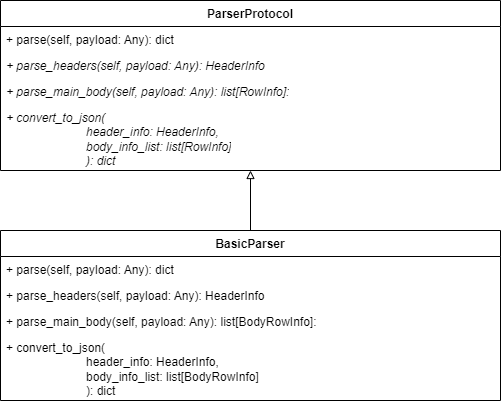 ParserProtocol
+ parse(self, payload: Any): dict
+ parse_headers(self, payload: Any): HeaderInfo
+ parse_main_body(self, payload: Any): list[RowInfo]:
+ convert_to_json(
header_info: HeaderInfo,
body_info_list: list[RowInfo]
): dict
BasicParser
+ parse(self, payload: Any): dict
+ parse_headers(self, payload: Any): HeaderInfo
+ parse_main_body(self, payload: Any): list[BodyRowInfo]:
+ convert_to_json(
header_info: HeaderInfo,
body_info_list: list[BodyRowInfo]
): dict